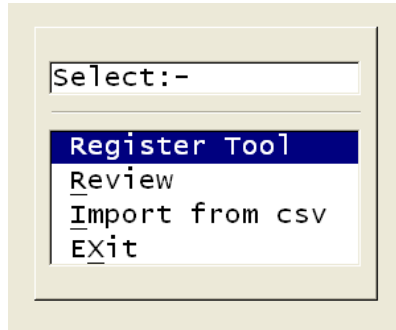 Select:-
Register Tool
Review
Import from csv
EXit